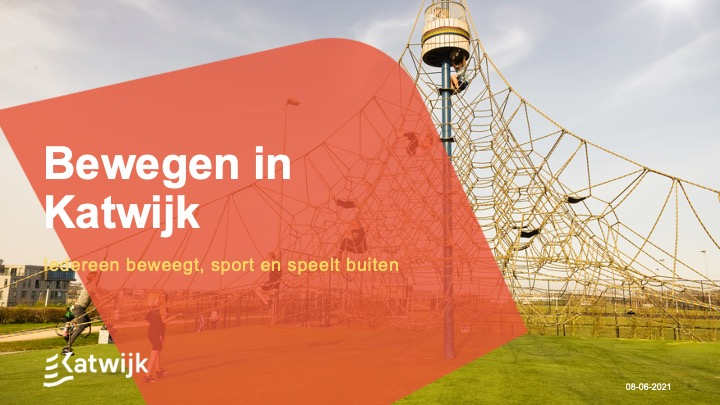 Bewegen in
Katwijk
Iedereen beweegt, sport en speelt buiten
Katwijk
08-06-2021